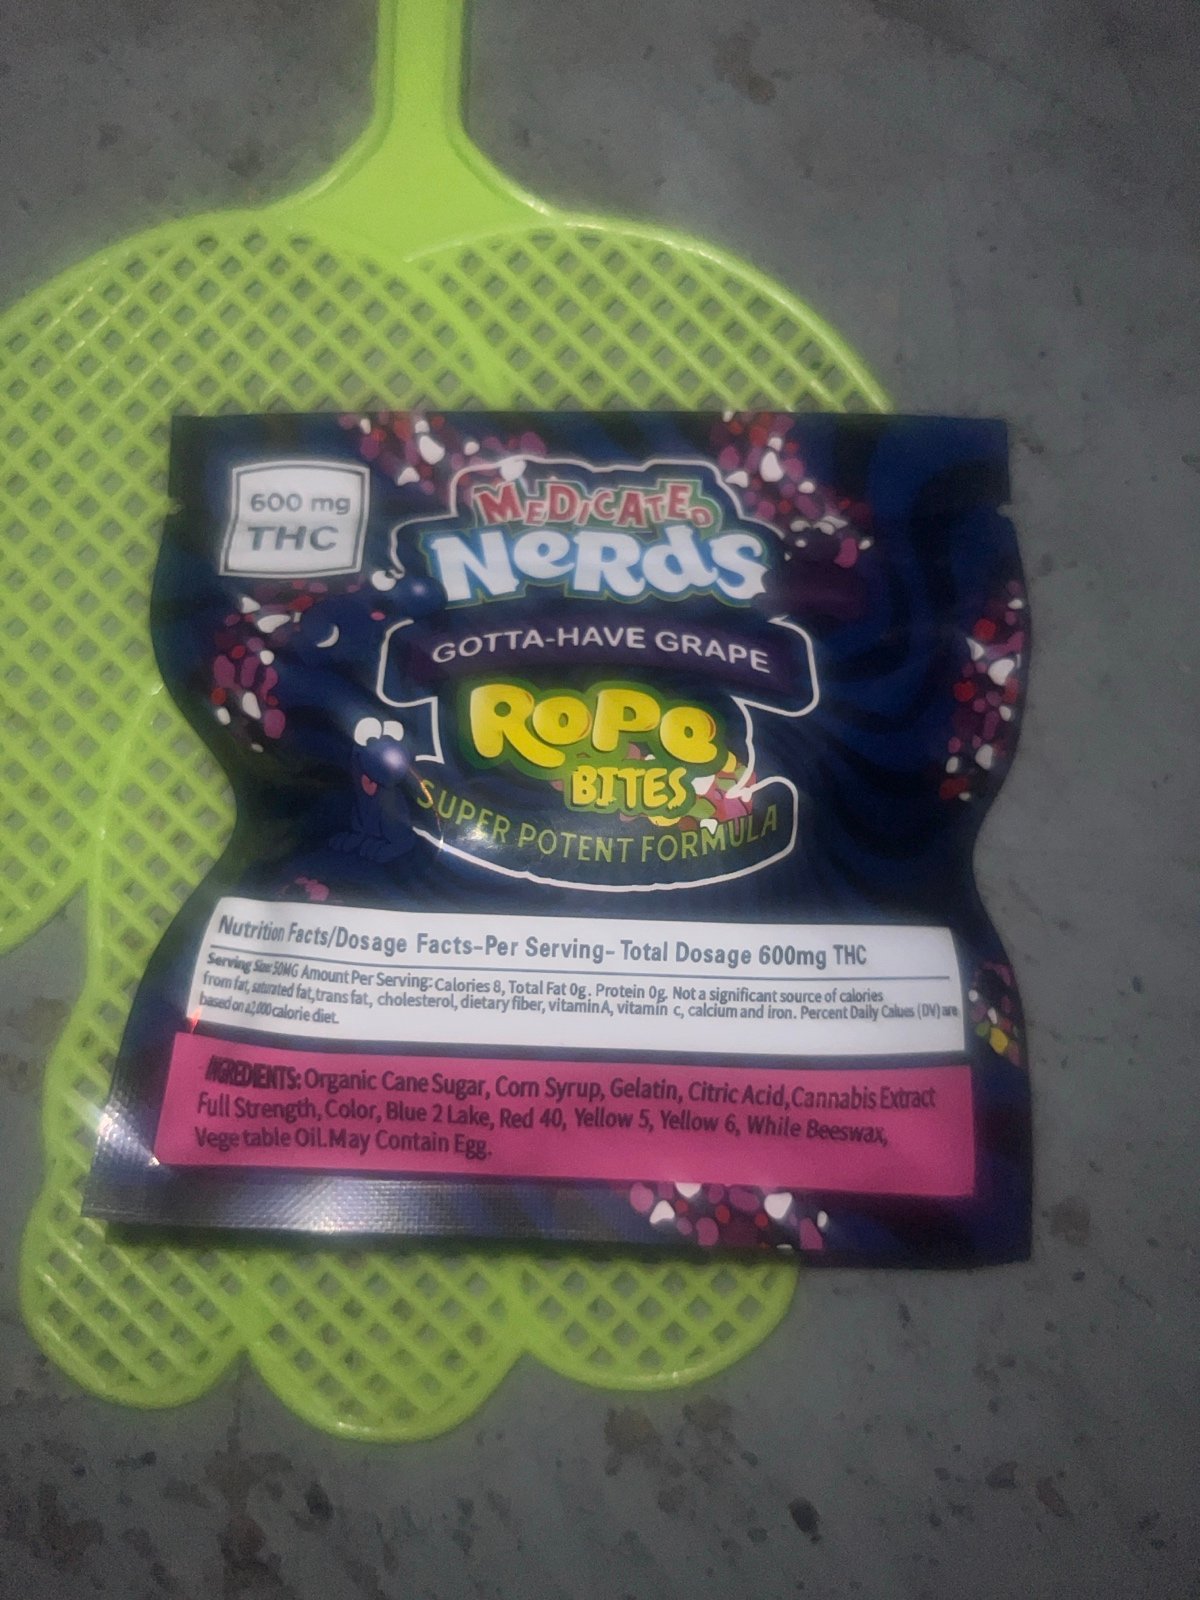 600 mg
THC
MEDICATED
NeRdS
GOTTA-HAVE GRAPE
RoPe
BITES
SUPER POTENT FORMULA
Nutrition Facts/Dosage Facts-Per Serving- Total Dosage 600mg THC
Serving Size: 50MG Amount Per Serving: Calories 8, Total Fat 0g. Protein 0g. Not a significant source of calories
from fat, saturated fat, trans fat, cholesterol, dietary fiber, vitamin A, vitamin c, calcium and iron. Percent Daily Calues (DV) are
based on a 2,000 calorie diet.
INGREDIENTS: Organic Cane Sugar, Corn Syrup, Gelatin, Citric Acid, Cannabis Extract
Full Strength, Color, Blue 2 Lake, Red 40, Yellow 5, Yellow 6, While Beeswax,
Vege table Oil. May Contain Egg.